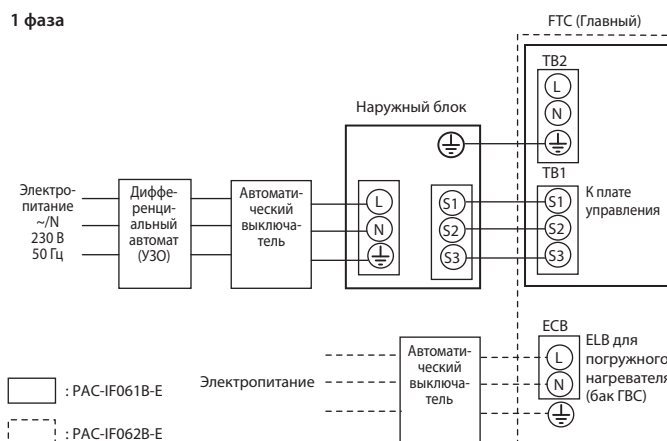 1 фаза
FTC (Главный)
TB2
L
N
Наружный блок
TB1
Электро-
питание
~/N
230 В
50 Гц
Диффе-
ренци-
альный
автомат
(УЗО)
Автомати-
ческий
выключа-
тель
L
N
S1
S2
S3
S1
S2
S3
К плате
управления
ECB
L
N
ELB для
погружного
нагревателя
(бак ГВС)
Электропитание
Автомати-
ческий
выключа-
тель
: PAC-IF061B-E
: PAC-IF062B-E